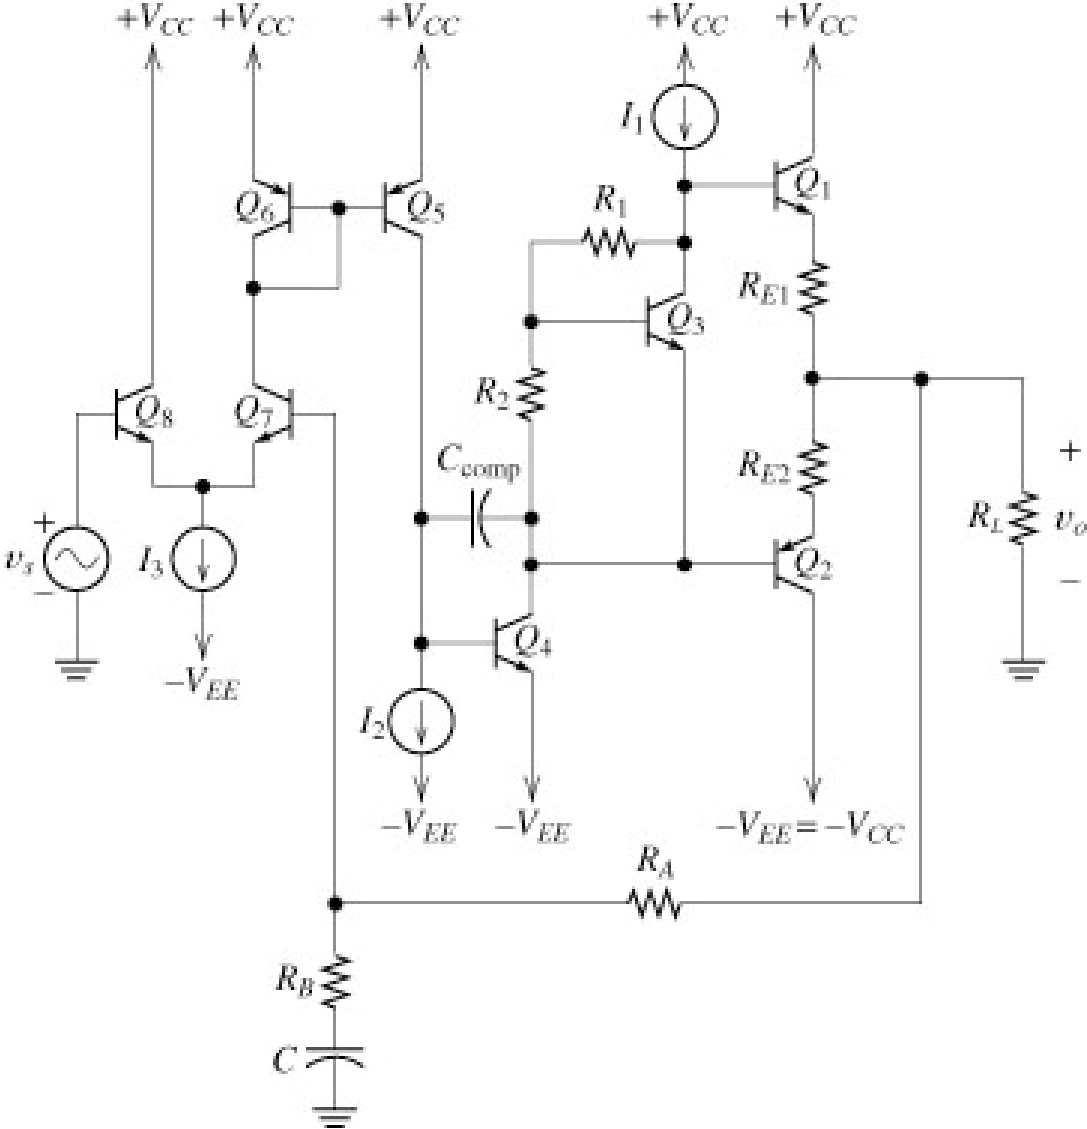 +V_CC +V_CC +V_CC +V_CC +V_CC
I_1
Q_1
Q_6 Q_5
R_1
R_E1
Q_3
R_2
Q_8 Q_7
C_comp
R_E2
+
R_L v_o
+
v_s
−
I_3
Q_2
−
Q_4
−V_EE
I_2
−V_EE −V_EE −V_EE = −V_CC
R_A
R_B
C